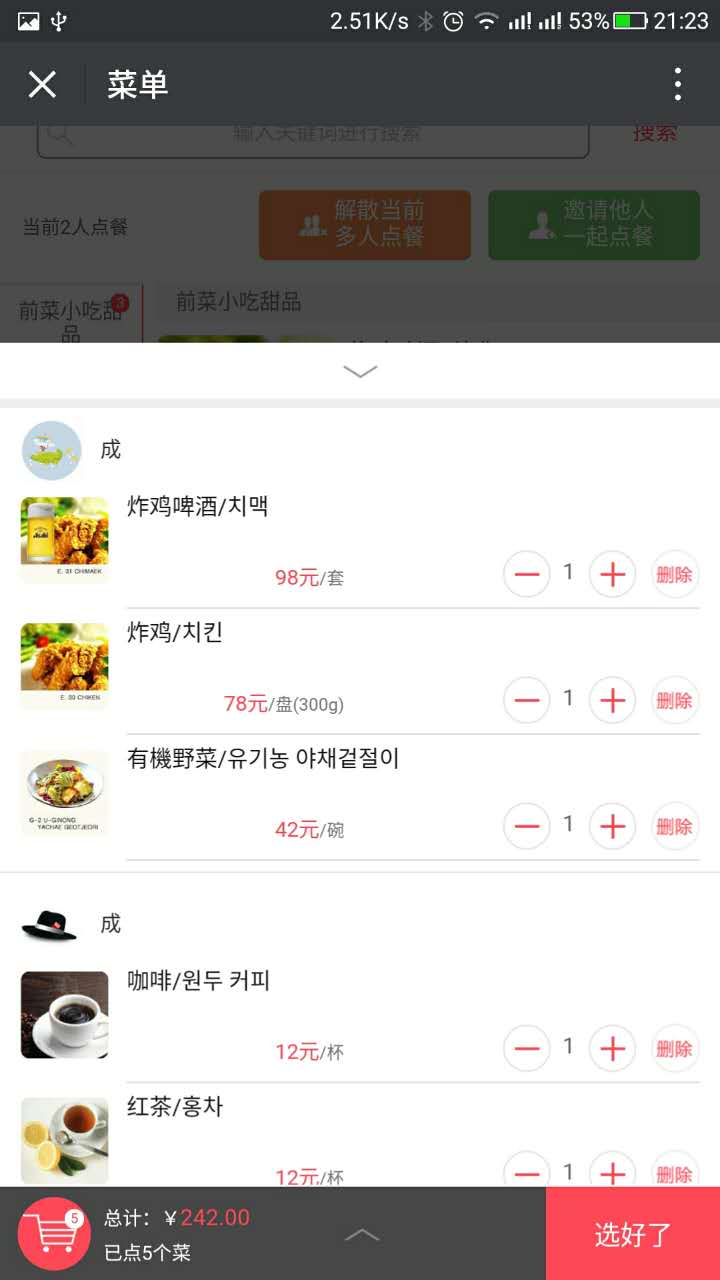 2.51K/s 53% 21:23
菜单
输入关键词进行搜索 搜索
当前2人点餐
解散当前
多人点餐
邀请他人
一起点餐
前菜小吃甜 3
品
前菜小吃甜品
成
炸鸡啤酒/치맥
Asahi
E. 31 CHIMAEK
98元/套 1 删除
炸鸡/치킨
E. 30 CHIKEN
78元/盘(300g) 1 删除
有機野菜/유기농 야채겉절이
G-2 U-GINONG
YACHAE GEOTJEORI
42元/碗 1 删除
成
咖啡/원두 커피
12元/杯 1 删除
红茶/홍차
12元/杯 1 删除
5
总计：￥242.00
已点5个菜
选好了